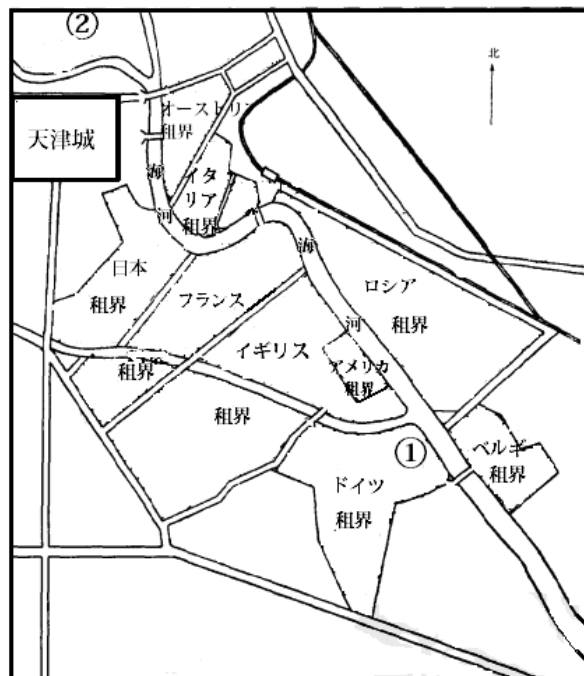 ②
北
オーストリ
租界
天津城
イタ
リア
租界
海
河
海
河
日本
租界
フランス
租界
ロシア
租界
イギリス
租界
アメリカ
租界
①
ベルギ
租界
ドイツ
租界